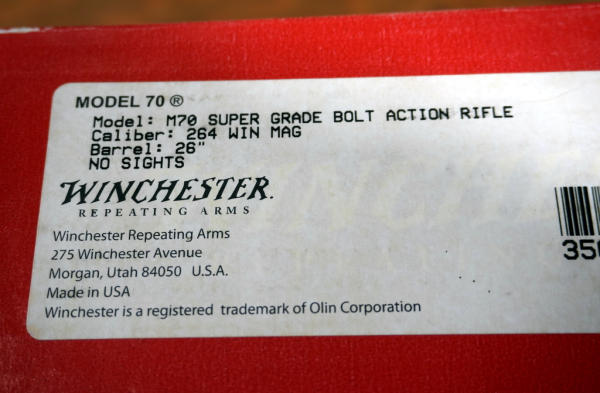 MODEL 70 ®
Model: M70 SUPER GRADE BOLT ACTION RIFLE
Caliber: 264 WIN MAG
Barrel: 26"
NO SIGHTS
WINCHESTER.
REPEATING ARMS
Winchester Repeating Arms
275 Winchester Avenue
Morgan, Utah 84050 U.S.A.
Made in USA
Winchester is a registered trademark of Olin Corporation